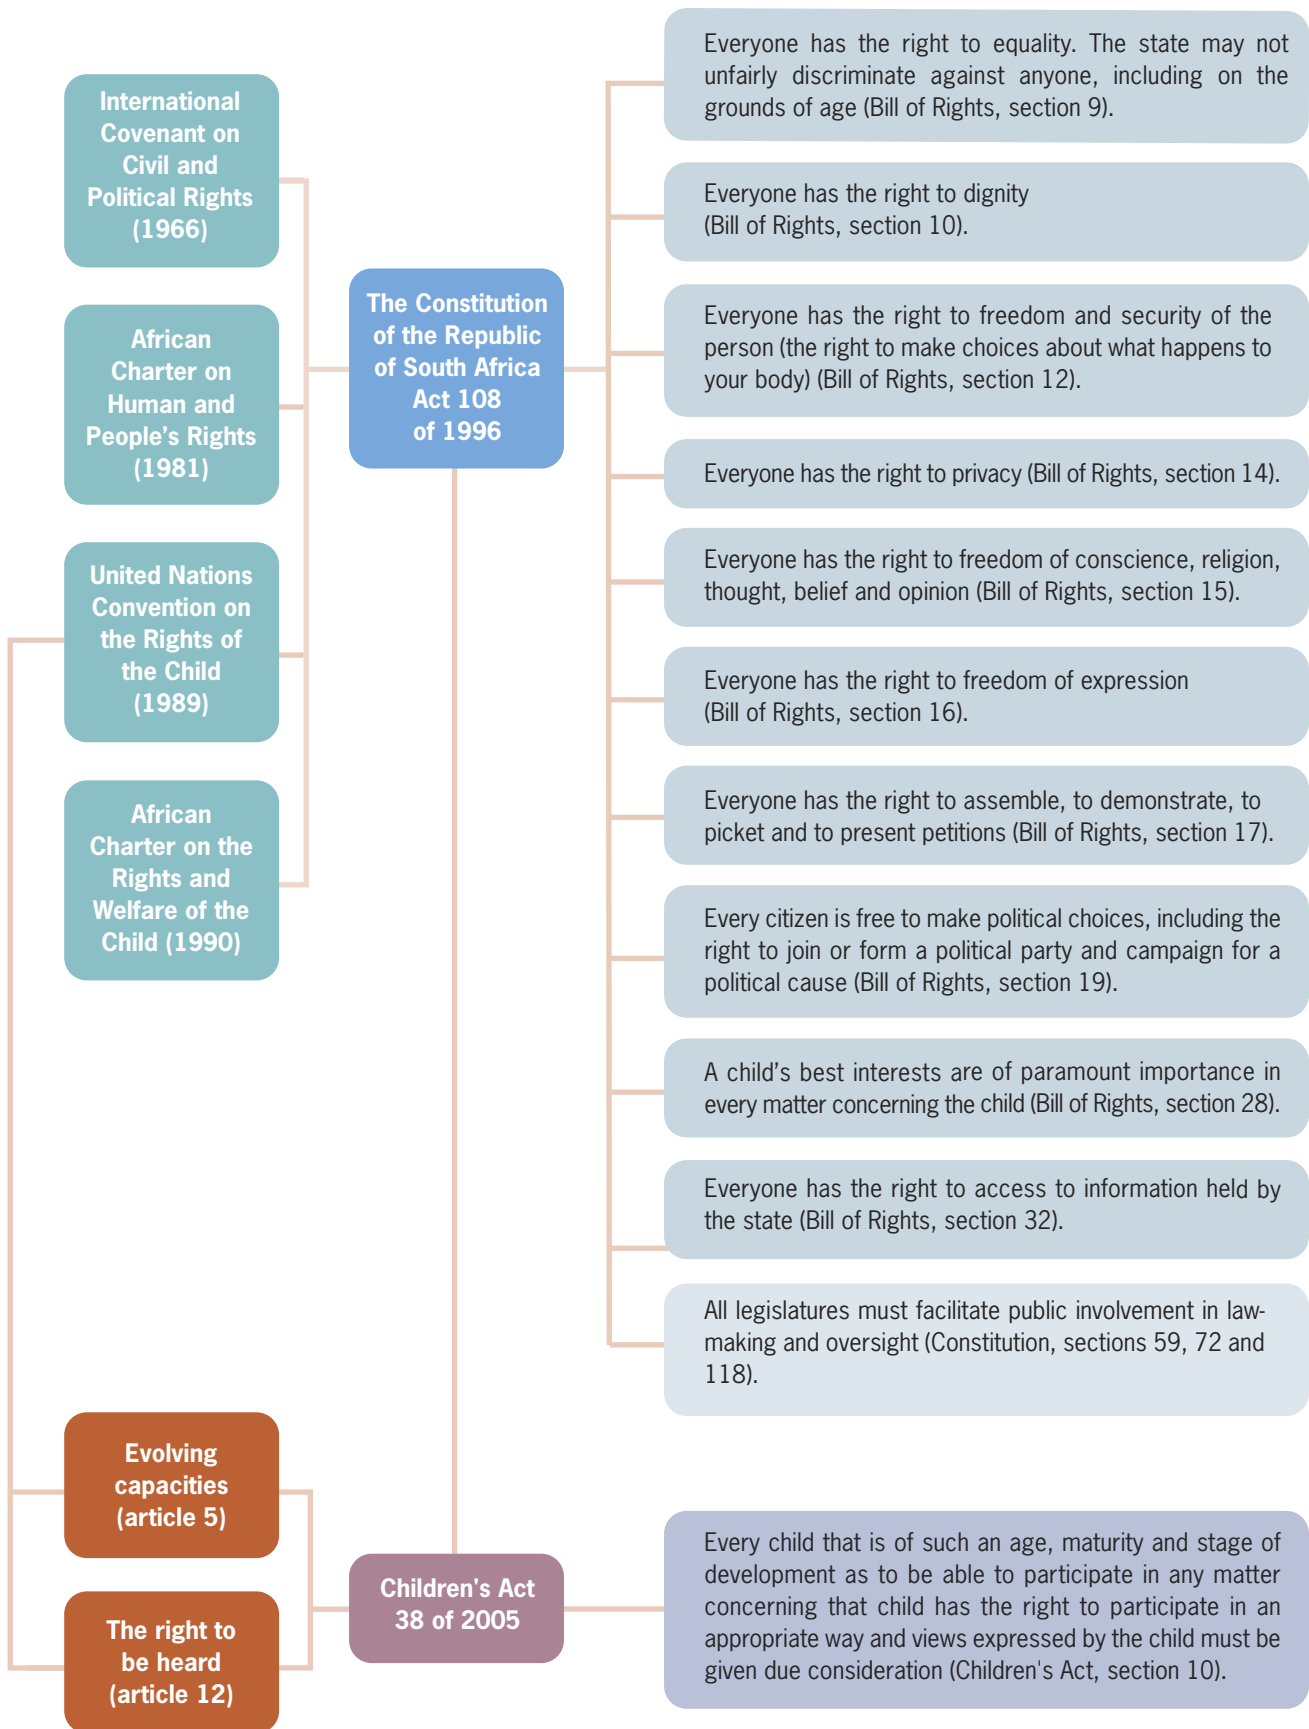 International
Covenant on
Civil and
Political Rights
(1966)
African
Charter on
Human and
People’s Rights
(1981)
United Nations
Convention on
the Rights of
the Child
(1989)
African
Charter on the
Rights and
Welfare of the
Child (1990)
The Constitution
of the Republic
of South Africa
Act 108
of 1996
Everyone has the right to equality. The state may not
unfairly discriminate against anyone, including on the
grounds of age (Bill of Rights, section 9).
Everyone has the right to dignity
(Bill of Rights, section 10).
Everyone has the right to freedom and security of the
person (the right to make choices about what happens to
your body) (Bill of Rights, section 12).
Everyone has the right to privacy (Bill of Rights, section 14).
Everyone has the right to freedom of conscience, religion,
thought, belief and opinion (Bill of Rights, section 15).
Everyone has the right to freedom of expression
(Bill of Rights, section 16).
Everyone has the right to assemble, to demonstrate, to
picket and to present petitions (Bill of Rights, section 17).
Every citizen is free to make political choices, including the
right to join or form a political party and campaign for a
political cause (Bill of Rights, section 19).
A child’s best interests are of paramount importance in
every matter concerning the child (Bill of Rights, section 28).
Everyone has the right to access to information held by
the state (Bill of Rights, section 32).
All legislatures must facilitate public involvement in law-
making and oversight (Constitution, sections 59, 72 and
118).
Evolving
capacities
(article 5)
The right to
be heard
(article 12)
Children's Act
38 of 2005
Every child that is of such an age, maturity and stage of
development as to be able to participate in any matter
concerning that child has the right to participate in an
appropriate way and views expressed by the child must be
given due consideration (Children's Act, section 10).